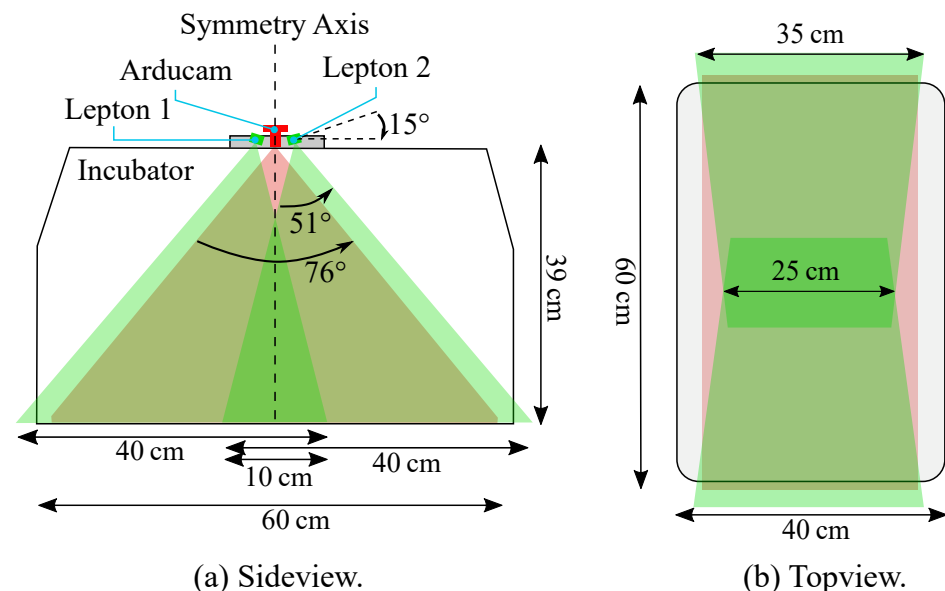 Symmetry Axis
Arducam
Lepton 2
Lepton 1
15°
Incubator
51°
76°
39 cm
40 cm
40 cm
10 cm
60 cm
(a) Sideview.
35 cm
25 cm
60 cm
40 cm
(b) Topview.